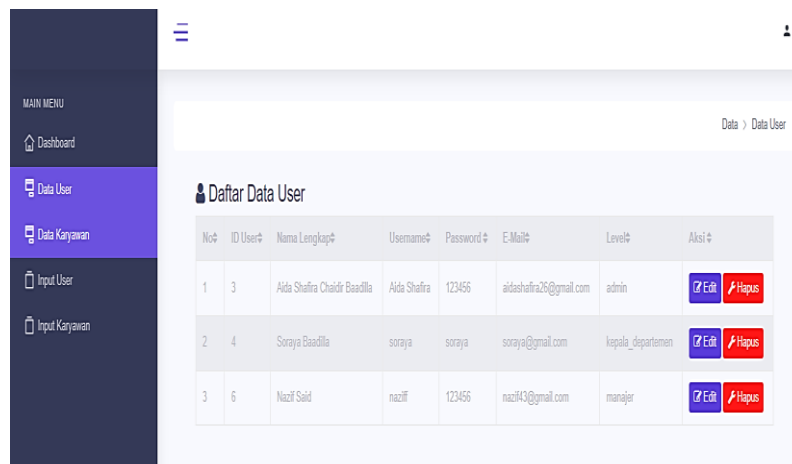 MAIN MENU
Dashboard
Data User
Data Karyawan
Input User
Input Karyawan
Data > Data User
Daftar Data User
No ID User Nama Lengkap Username Password E-Mail Level Aksi
1 3 Aida Shafira Chaidir Baadilla Aida Shafira 123456 aidashafira26@gmail.com admin Edit Hapus
2 4 Soraya Baadilla soraya soraya soraya@gmail.com kepala_departemen Edit Hapus
3 6 Nazif Said naziff 123456 nazif43@gmail.com manajer Edit Hapus